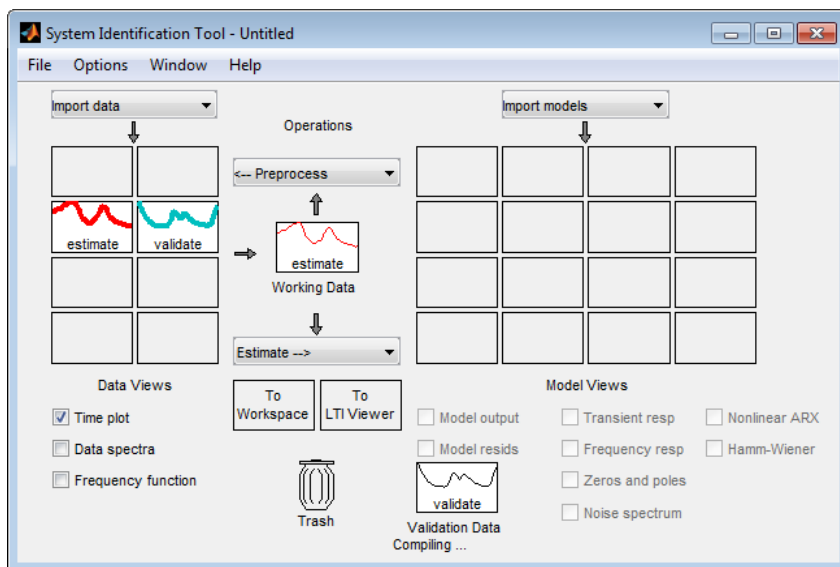 System Identification Tool - Untitled
File Options Window Help
Import data
Import models
Operations
<-- Preprocess
estimate
validate
estimate
Working Data
Estimate -->
Data Views
Model Views
To Workspace
To LTI Viewer
Time plot
Data spectra
Frequency function
Model output
Transient resp
Nonlinear ARX
Model resids
Frequency resp
Hamm-Wiener
Zeros and poles
Noise spectrum
validate
Trash
Validation Data
Compiling ...